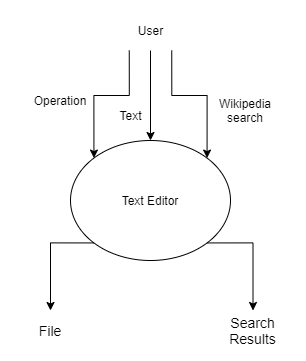 User
Operation
Text
Wikipedia
search
Text Editor
File
Search
Results